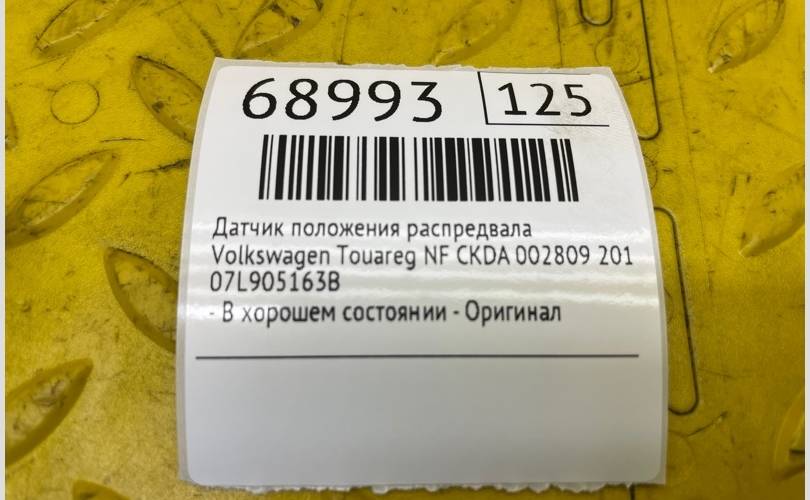 68993 125
Датчик положения распредвала
Volkswagen Touareg NF CKDA 002809 201
07L905163B
- В хорошем состоянии - Оригинал